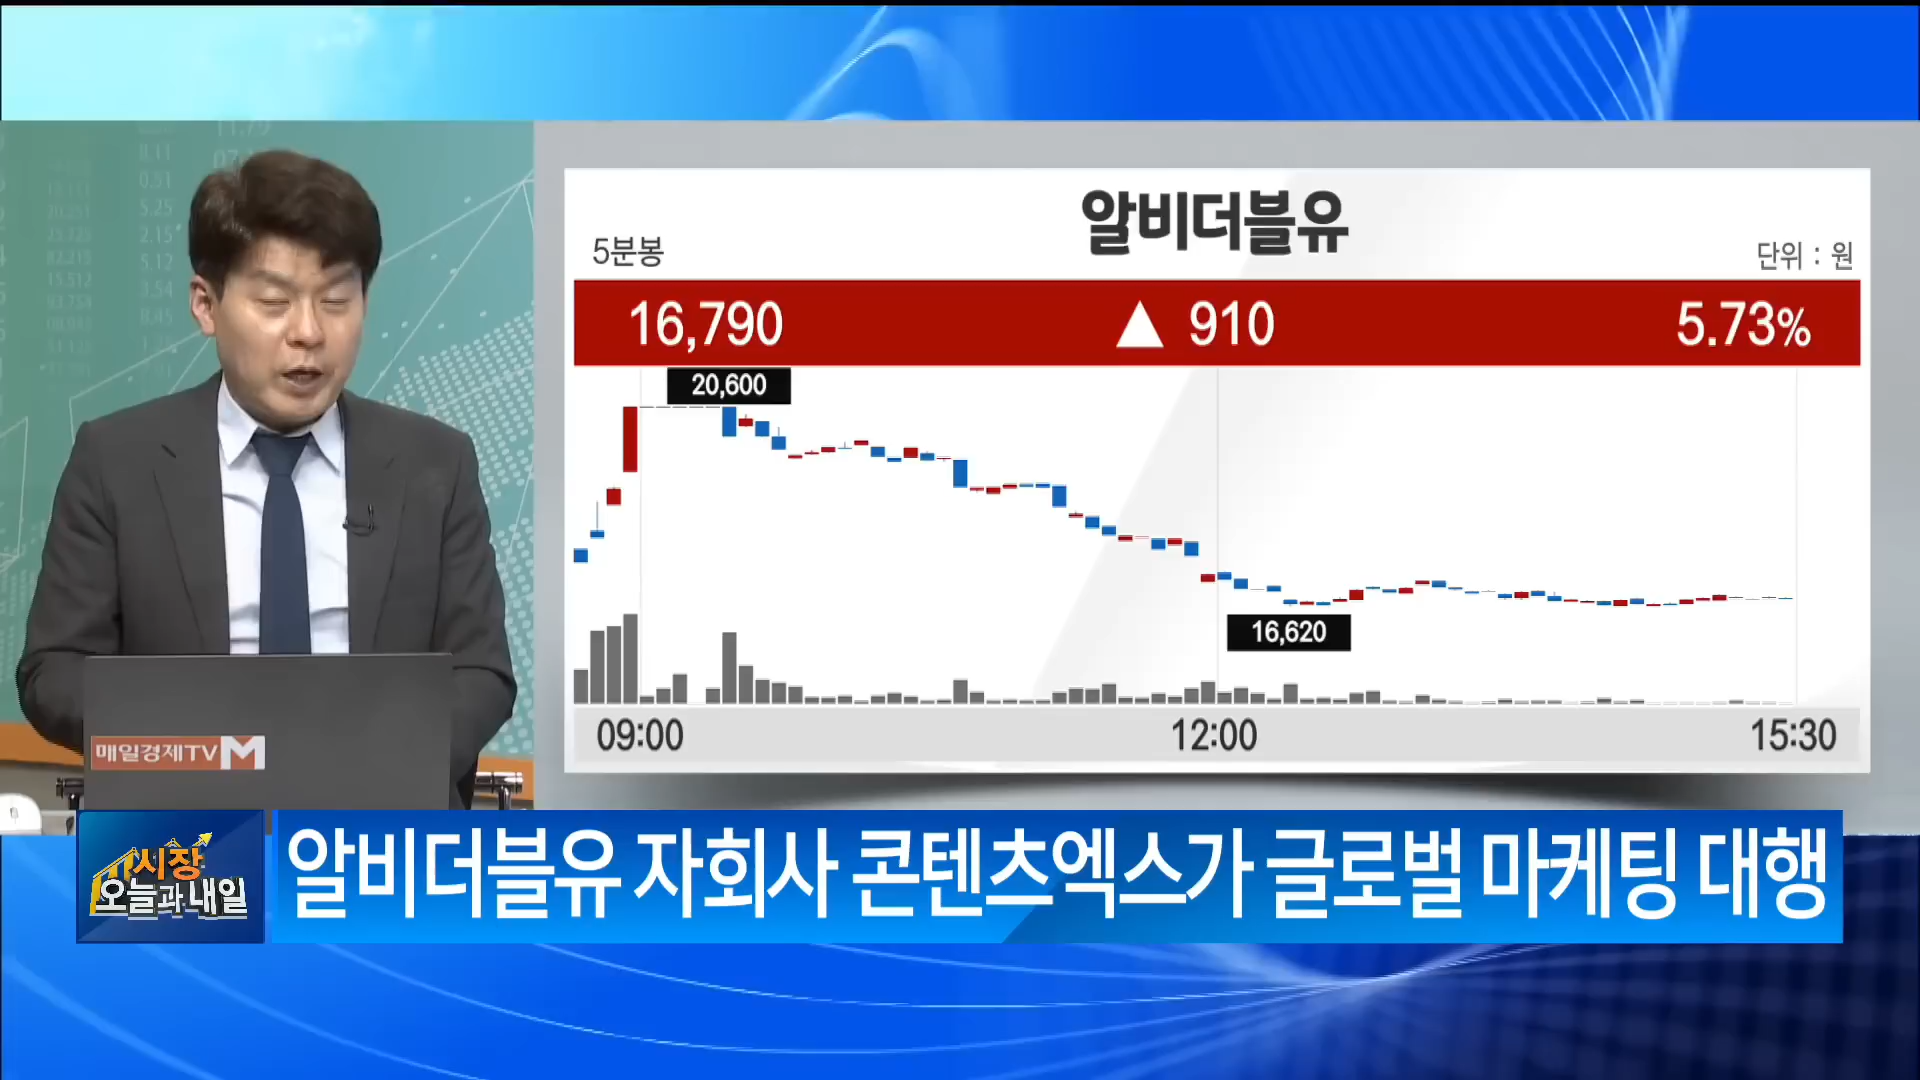 알비더블유
5분봉
단위 : 원
16,790 ▲ 910 5.73%
20,600
16,620
09:00 12:00 15:30
매일경제TV M
시장
오늘과 내일
알비더블유 자회사 콘텐츠엑스가 글로벌 마케팅 대행